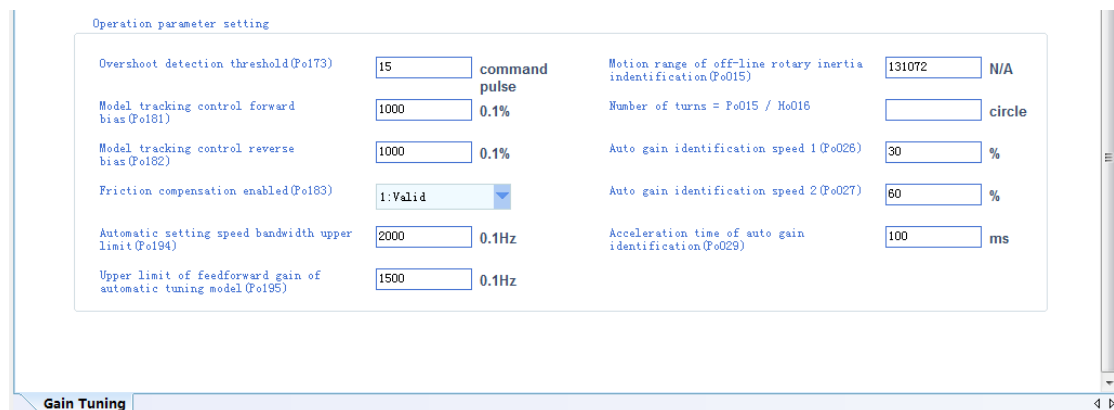 Operation parameter setting
Overshoot detection threshold(Po173)
15
command
pulse
Model tracking control forward
bias(Po181)
1000
0.1%
Model tracking control reverse
bias(Po182)
1000
0.1%
Friction compensation enabled(Po183)
1:Valid
Automatic setting speed bandwidth upper
limit(Po194)
2000
0.1Hz
Upper limit of feedforward gain of
automatic tuning model(Po195)
1500
0.1Hz
Motion range of off-line rotary inertia
indentification(Po015)
131072
N/A
Number of turns = Po015 / Ho016
circle
Auto gain identification speed 1(Po026)
30
%
Auto gain identification speed 2(Po027)
60
%
Acceleration time of auto gain
identification(Po029)
100
ms
Gain Tuning